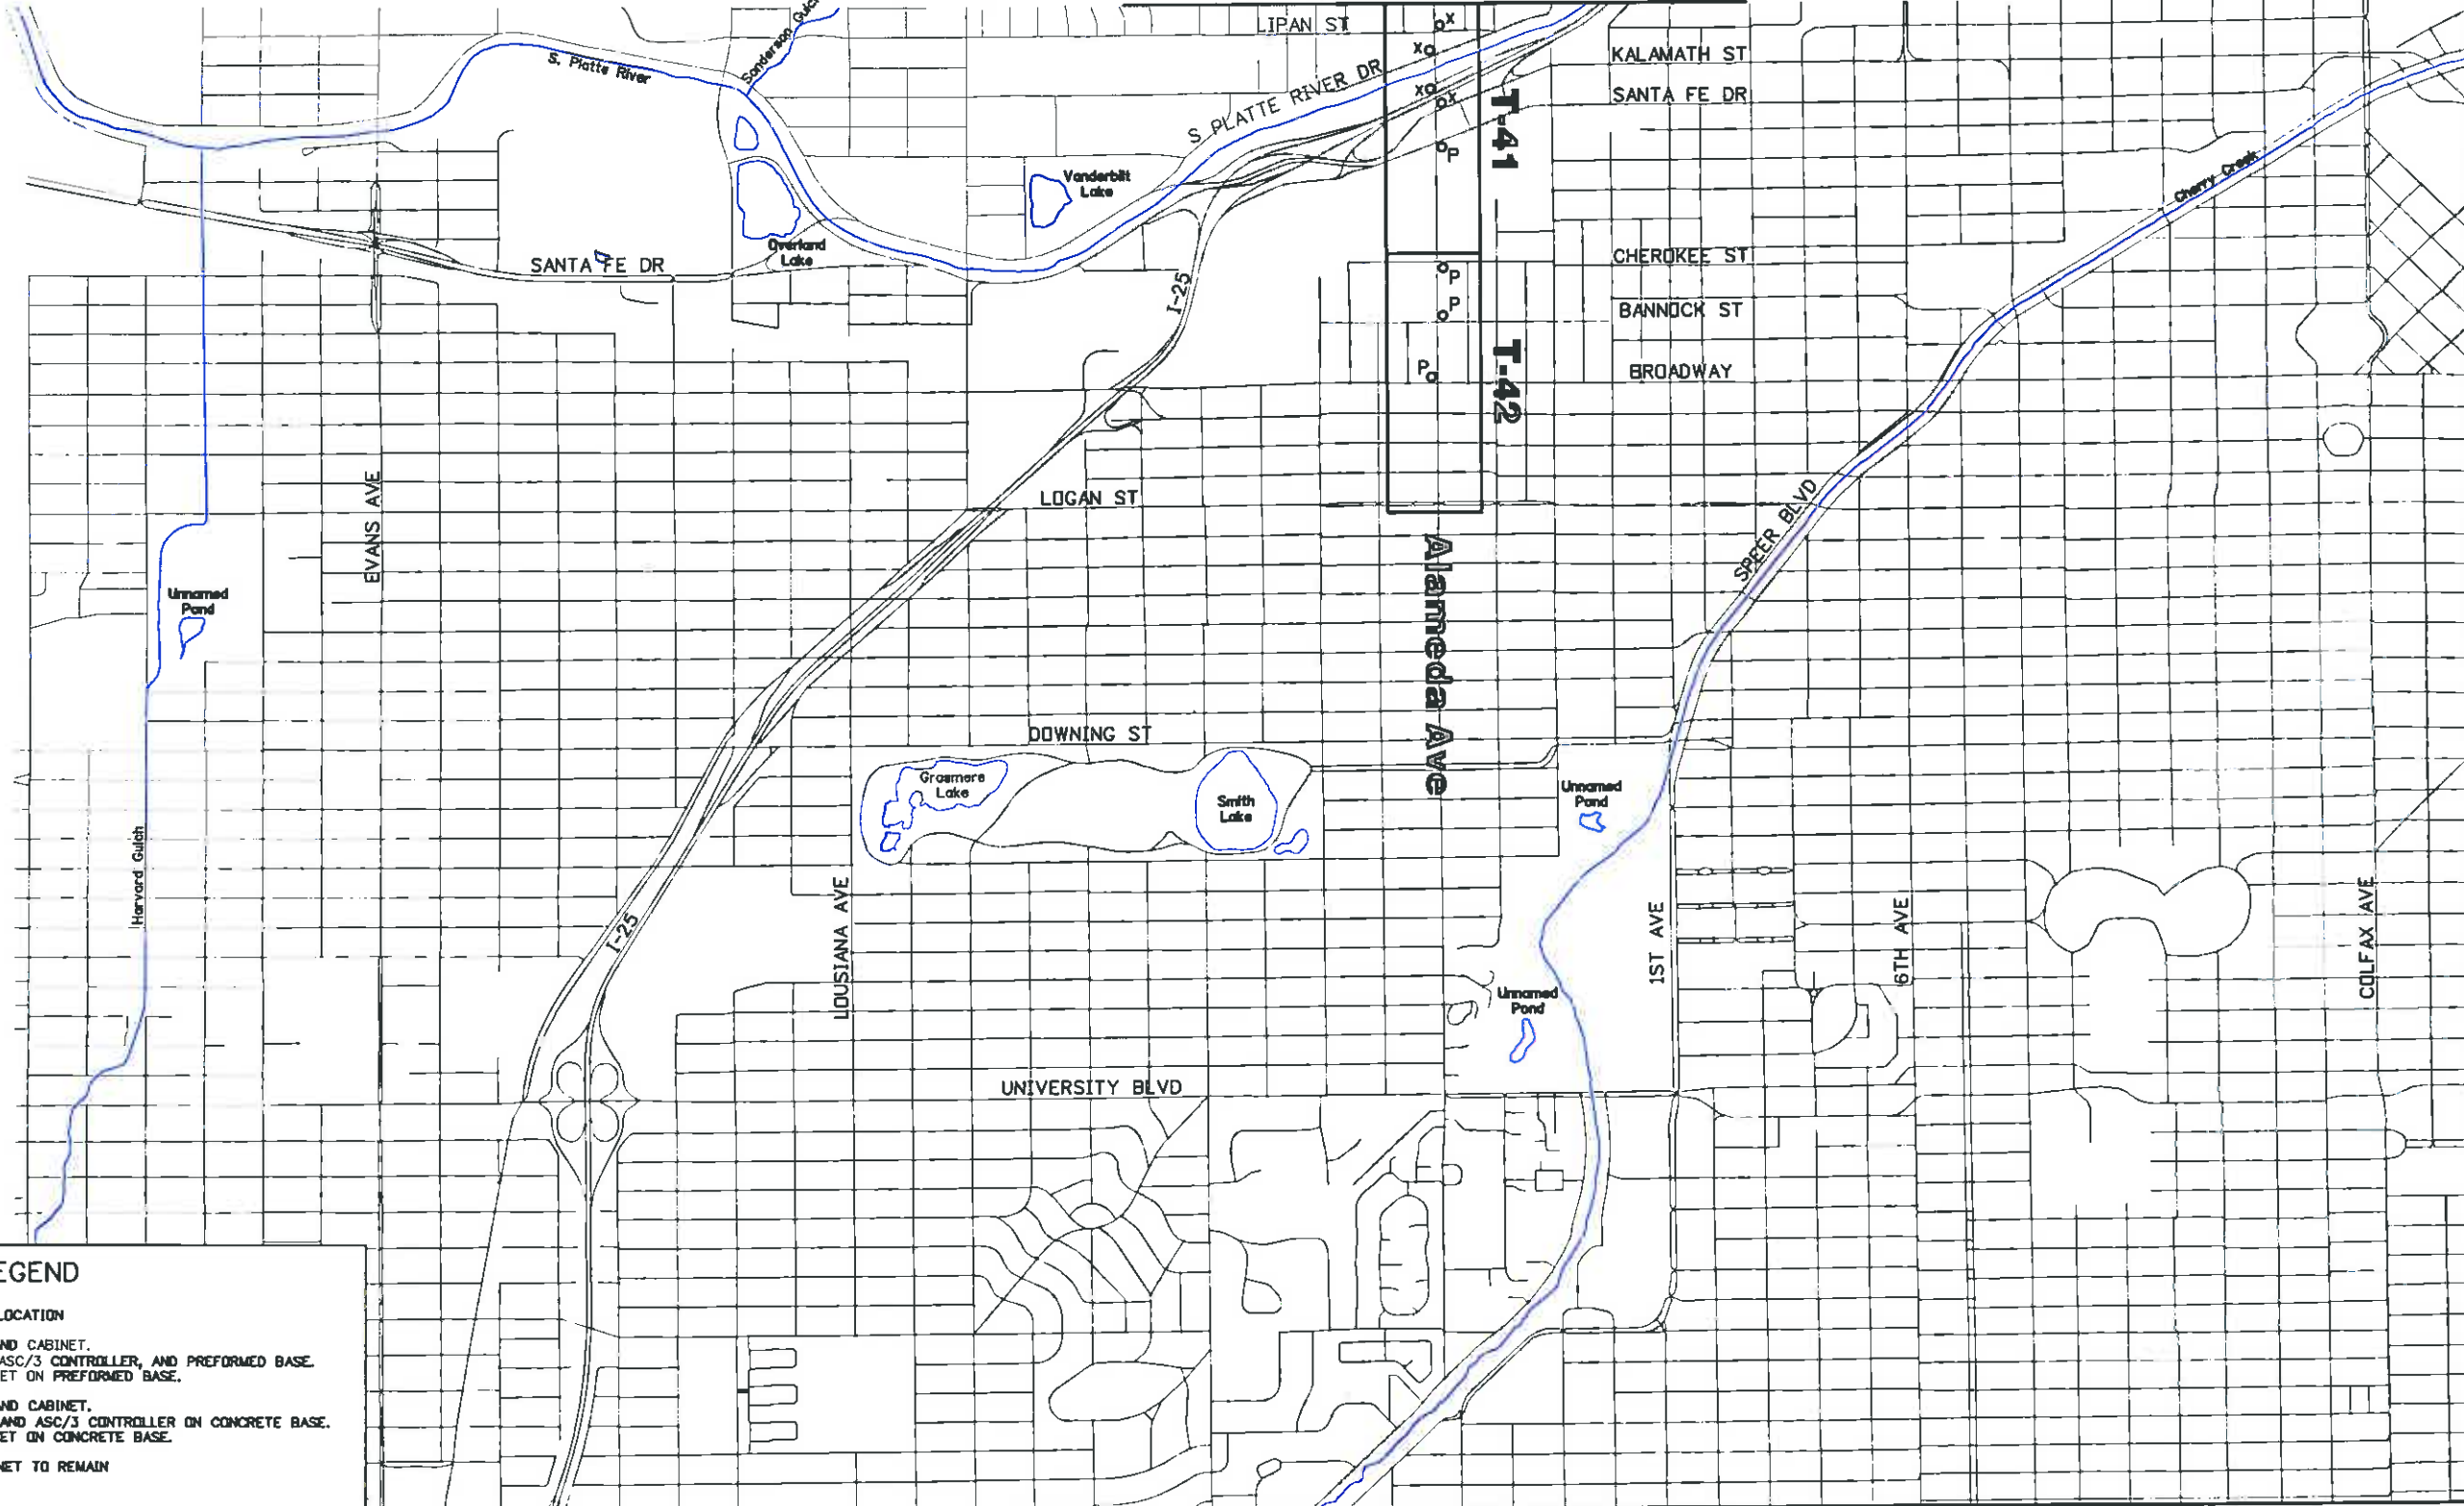 LIPAN ST
X
X
X
X
P
KALAMATH ST
SANTA FE DR
S. Platte River
Sanderson Gulch
S PLATTE RIVER DR
T-41
Vanderbilt
Lake
Overland
Lake
SANTA FE DR
I-25
Cherry Creek
CHEROKEE ST
P
P
BANNOCK ST
P
T-42
BROADWAY
EVANS AVE
LOGAN ST
Alameda Ave
SPEER BLVD
Unnamed
Pond
DOWNING ST
Grasmere
Lake
Smith
Lake
Unnamed
Pond
Harvard Gulch
I-25
LOUSIANA AVE
1ST AVE
6TH AVE
COLFAX AVE
Unnamed
Pond
UNIVERSITY BLVD
EGEND
LOCATION
ND CABINET.
ASC/3 CONTROLLER, AND PREFORMED BASE.
ET ON PREFORMED BASE.
ND CABINET.
AND ASC/3 CONTROLLER ON CONCRETE BASE.
ET ON CONCRETE BASE.
NET TO REMAIN